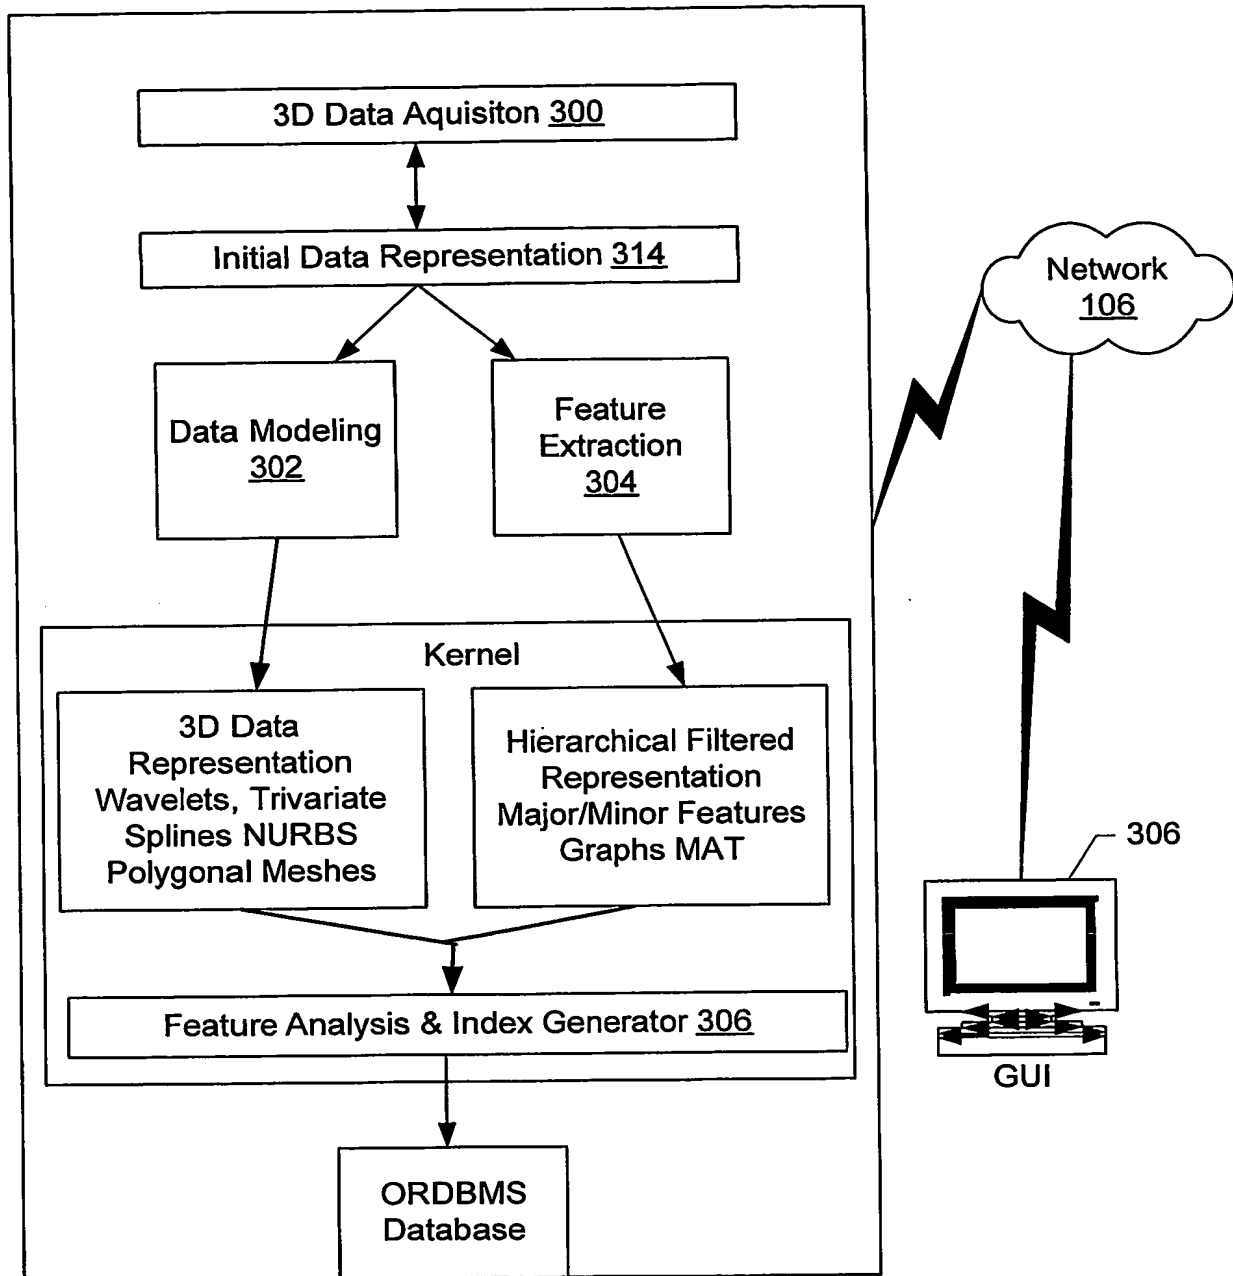 3D Data Aquisiton 300
Initial Data Representation 314
Network
106
Data Modeling
302
Feature
Extraction
304
Kernel
3D Data
Representation
Wavelets, Trivariate
Splines NURBS
Polygonal Meshes
Hierarchical Filtered
Representation
Major/Minor Features
Graphs MAT
306
Feature Analysis & Index Generator 306
GUI
ORDBMS
Database